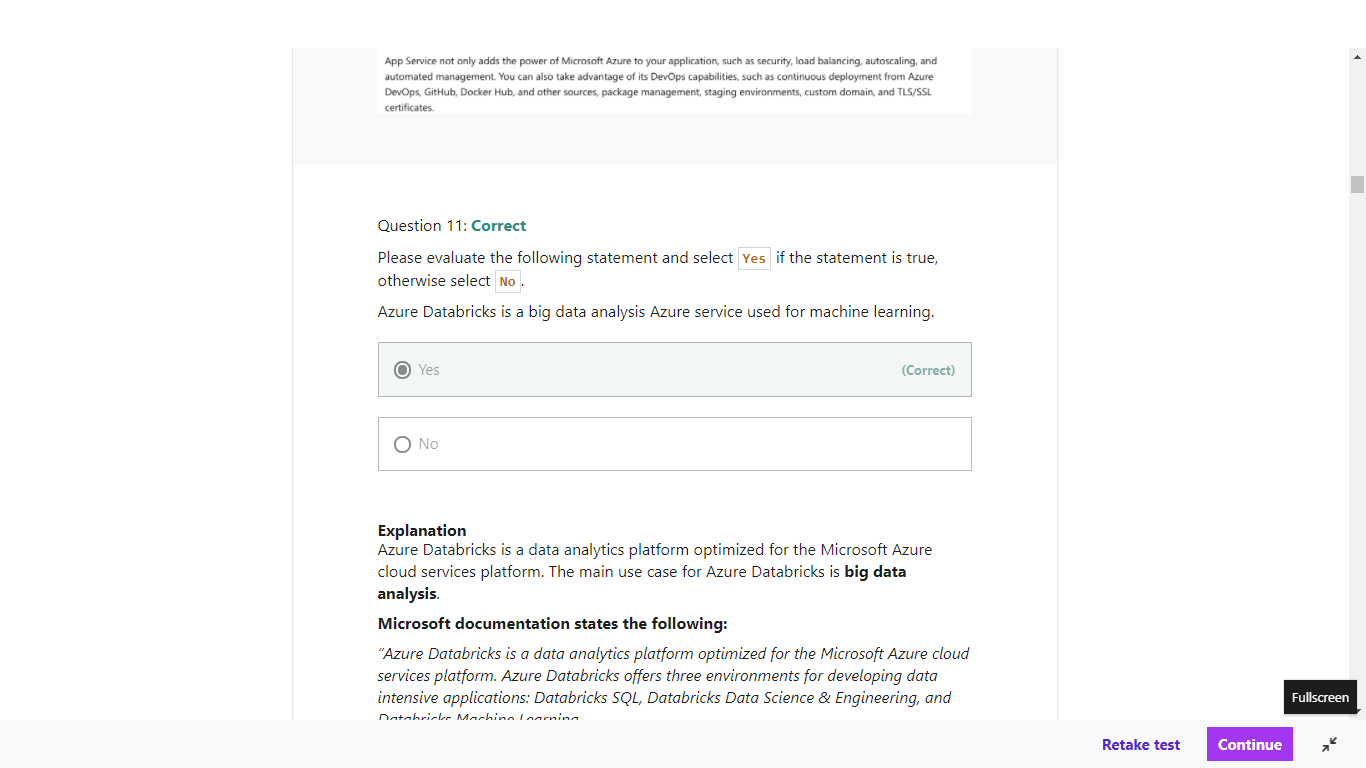 App Service not only adds the power of Microsoft Azure to your application, such as security, load balancing, autoscaling, and
automated management. You can also take advantage of its DevOps capabilities, such as continuous deployment from Azure
DevOps, GitHub, Docker Hub, and other sources, package management, staging environments, custom domain, and TLS/SSL
certificates.
Question 11: Correct
Please evaluate the following statement and select Yes if the statement is true,
otherwise select No.
Azure Databricks is a big data analysis Azure service used for machine learning.
Yes (Correct)
No
Explanation
Azure Databricks is a data analytics platform optimized for the Microsoft Azure
cloud services platform. The main use case for Azure Databricks is big data
analysis.
Microsoft documentation states the following:
“Azure Databricks is a data analytics platform optimized for the Microsoft Azure cloud
services platform. Azure Databricks offers three environments for developing data
intensive applications: Databricks SQL, Databricks Data Science & Engineering, and
Databricks Machine Learning.
Fullscreen
Retake test Continue